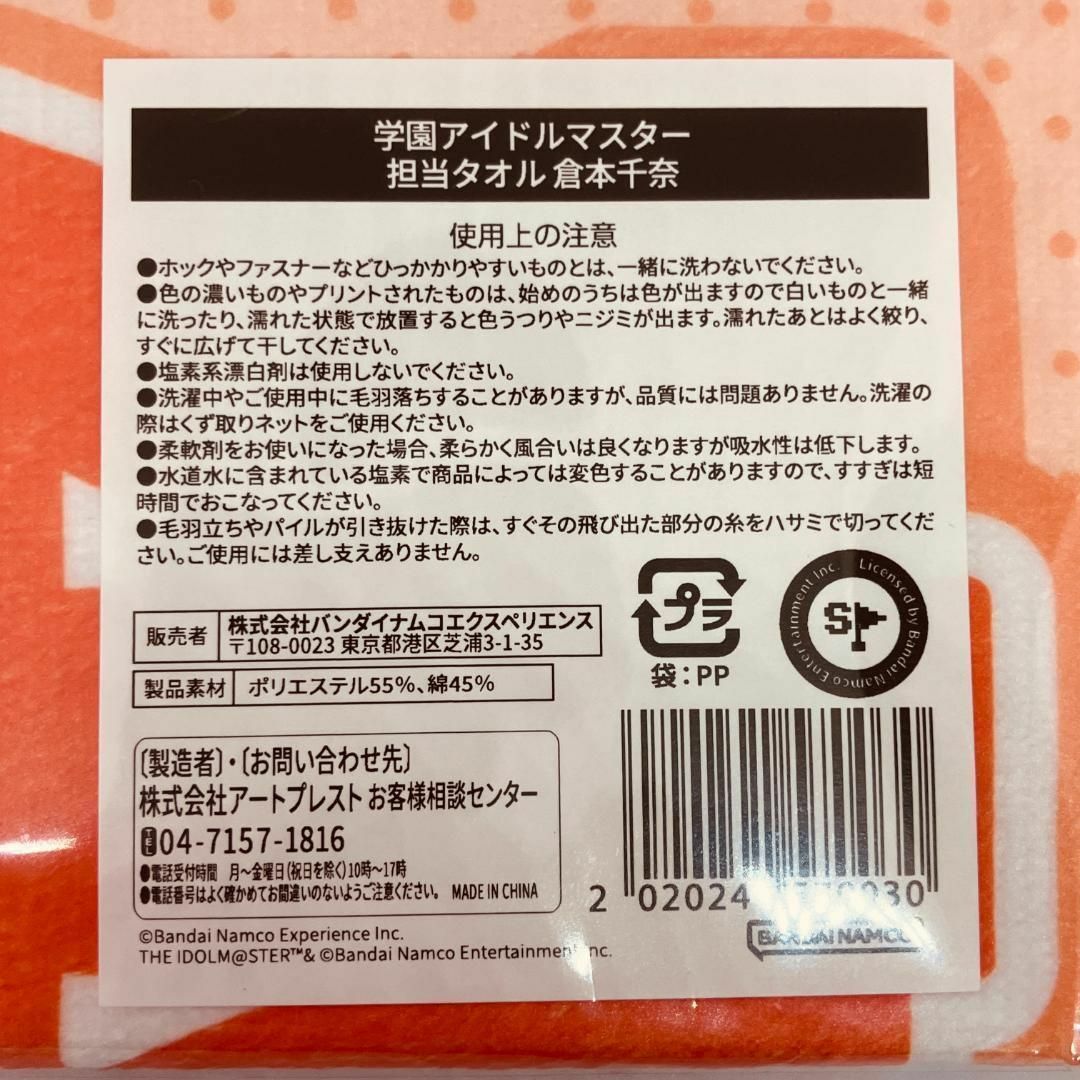 学園アイドルマスター
担当タオル 倉本千奈
使用上の注意
●ホックやファスナーなどひっかかりやすいものとは、一緒に洗わないでください。
●色の濃いものやプリントされたものは、始めのうちは色が出ますので白いものと一緒
に洗ったり、濡れた状態で放置すると色うつりやニジミが出ます。濡れたあとはよく絞り、
すぐに広げて干してください。
●塩素系漂白剤は使用しないでください。
●洗濯中やご使用中に毛羽落ちすることがありますが、品質には問題ありません。洗濯の
際はくず取りネットをご使用ください。
●柔軟剤をお使いになった場合、柔らかく風合いは良くなりますが吸水性は低下します。
●水道水に含まれている塩素で商品によっては変色することがありますので、すすぎは短
時間でおこなってください。
●毛羽立ちやパイルが引き抜けた際は、すぐその飛び出た部分の糸をハサミで切ってくだ
さい。ご使用には差し支えありません。
販売者 株式会社バンダイナムコエクスペリエンス
〒108-0023 東京都港区芝浦3-1-35
製品素材 ポリエステル55%、綿45%
プラ
袋：PP
Licensed by Bandai Namco Entertainment Inc.
SP
〔製造者〕・〔お問い合わせ先〕
株式会社アートプレスト お客様相談センター
TEL 04-7157-1816
●電話受付時間 月～金曜日(祝日を除く)10時～17時
●電話番号はよく確かめてお間違いのないようご注意ください。 MADE IN CHINA
2 02024
BANDAI NAMCO
©Bandai Namco Experience Inc.
THE IDOLM@STER™& ©Bandai Namco Entertainment Inc.